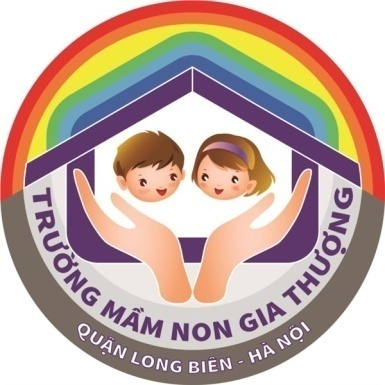 TRƯỜNG MẦM NON GIA THƯỢNG
QUẬN LONG BIÊN - HÀ NỘI